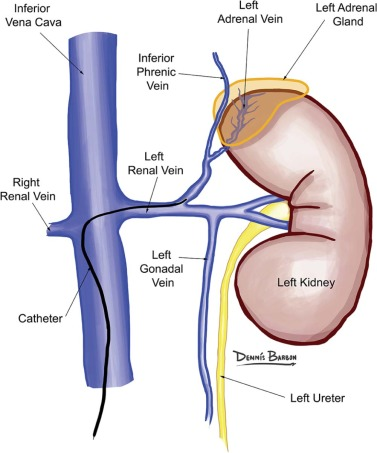 Inferior
Vena Cava
Left
Adrenal Vein
Left Adrenal
Gland
Inferior
Phrenic
Vein
Left
Renal Vein
Right
Renal Vein
Left
Gonadal
Vein
Left Kidney
Catheter
DENNIS BARBON
Left Ureter